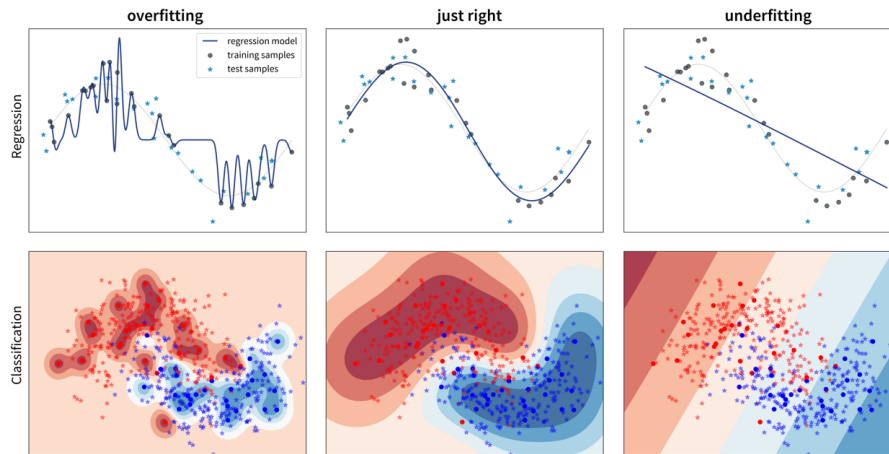 overfitting
just right
underfitting
Regression
regression model
training samples
test samples
Classification